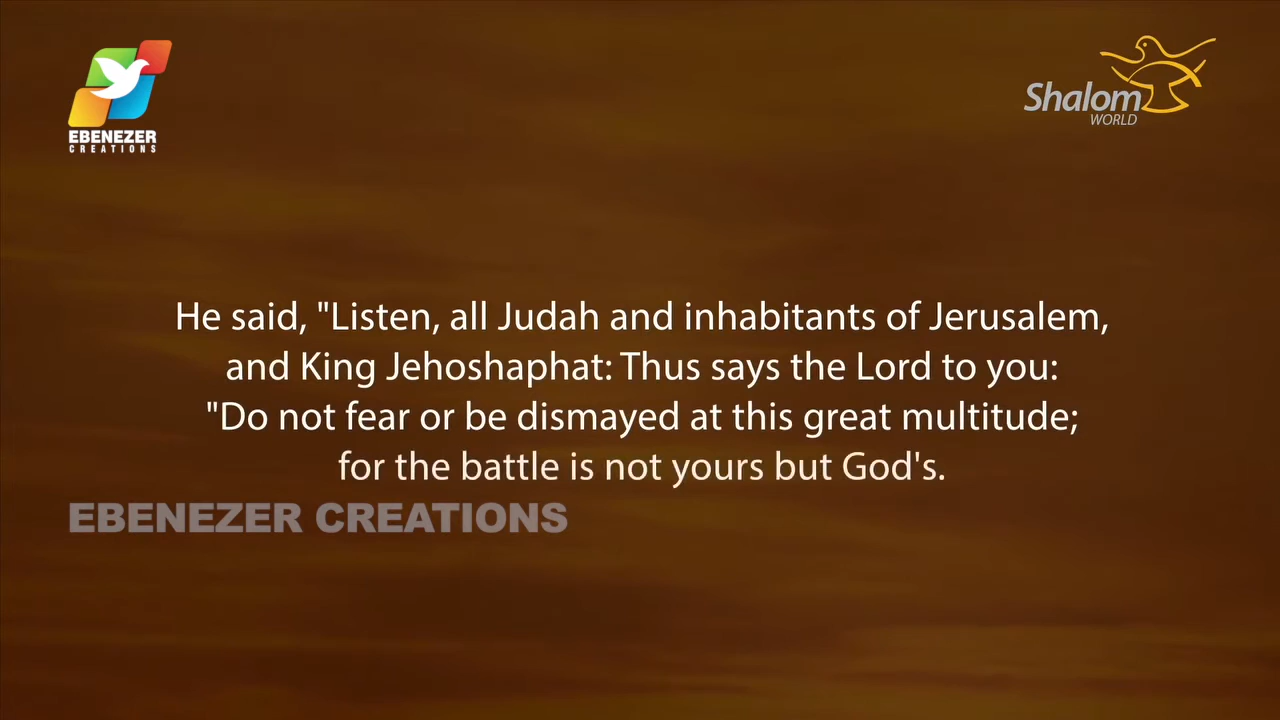 EBENEZER
CREATIONS
Shalom
WORLD
He said, "Listen, all Judah and inhabitants of Jerusalem,
and King Jehoshaphat: Thus says the Lord to you:
"Do not fear or be dismayed at this great multitude;
for the battle is not yours but God's.
EBENEZER CREATIONS